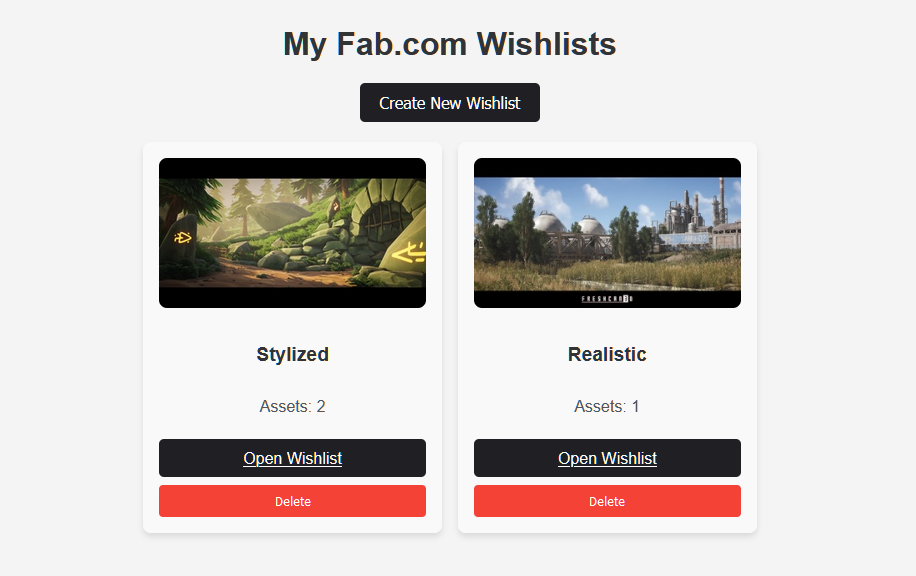 My Fab.com Wishlists
Create New Wishlist
FRESHCAN3D
Stylized
Realistic
Assets: 2
Assets: 1
Open Wishlist
Open Wishlist
Delete
Delete